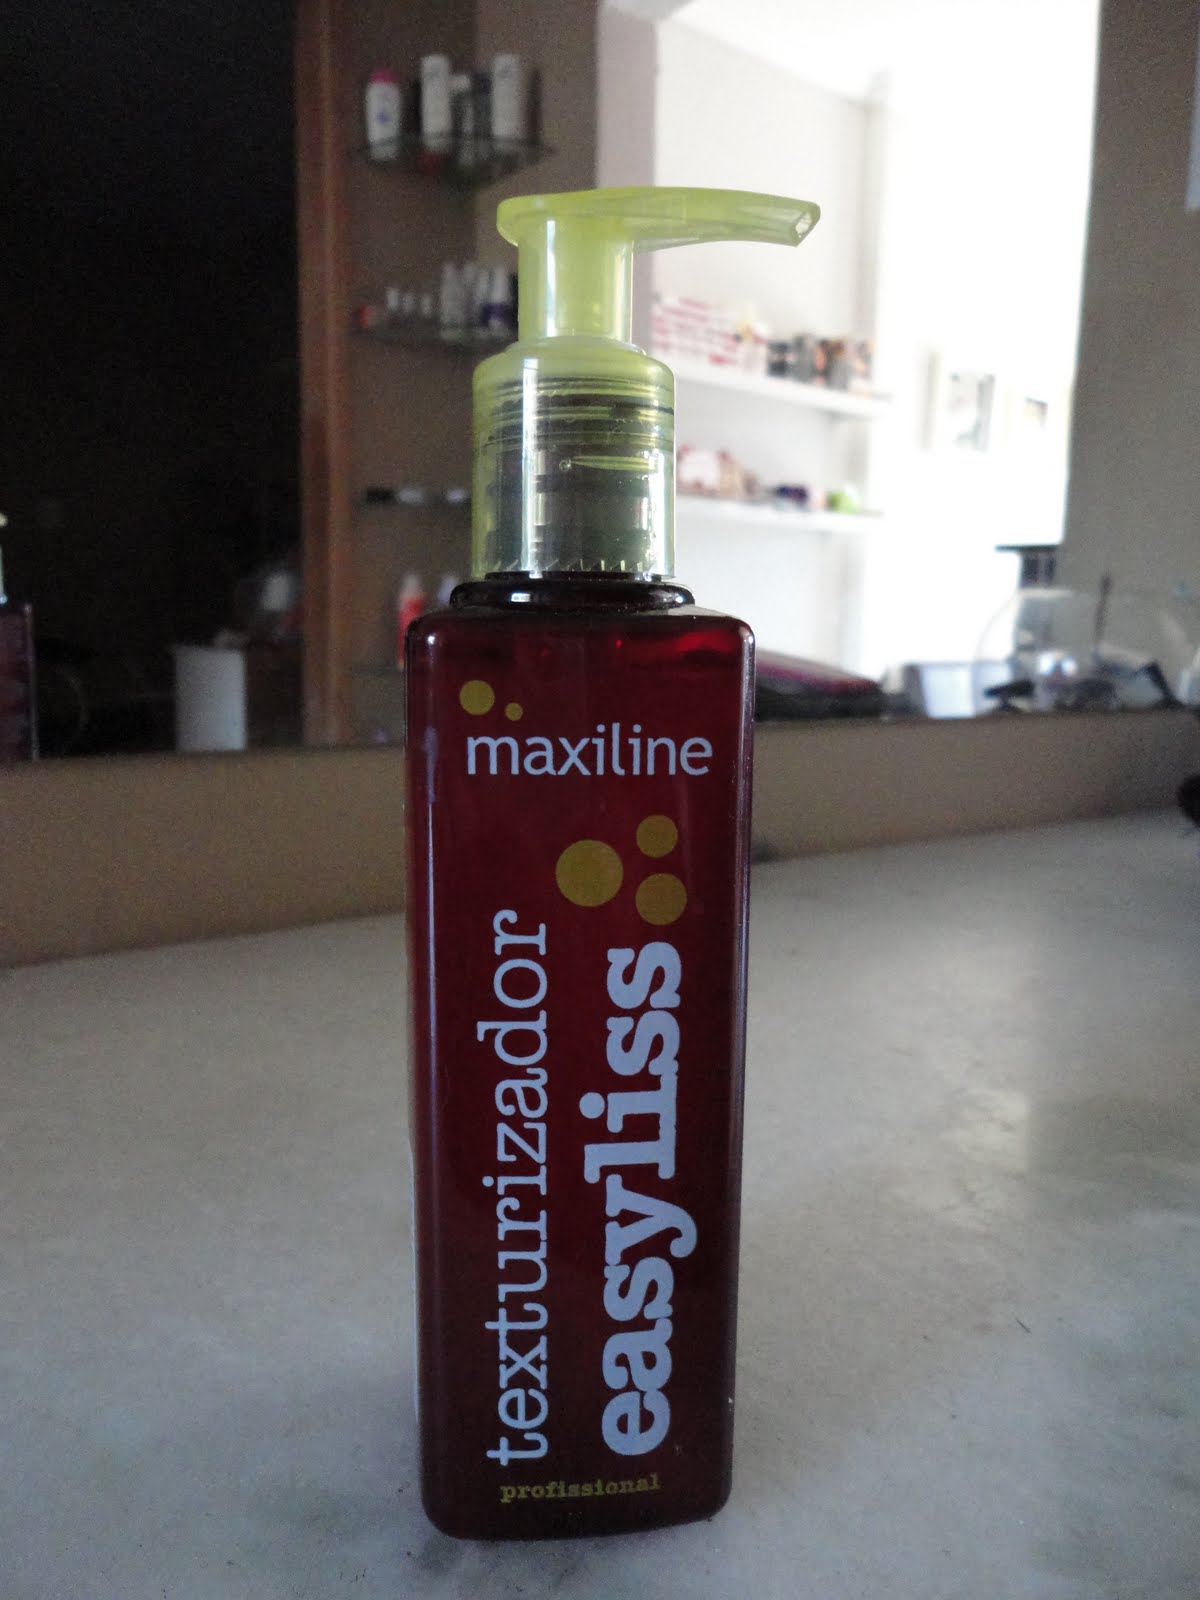 maxiline
texturizador
easyliss
profissional